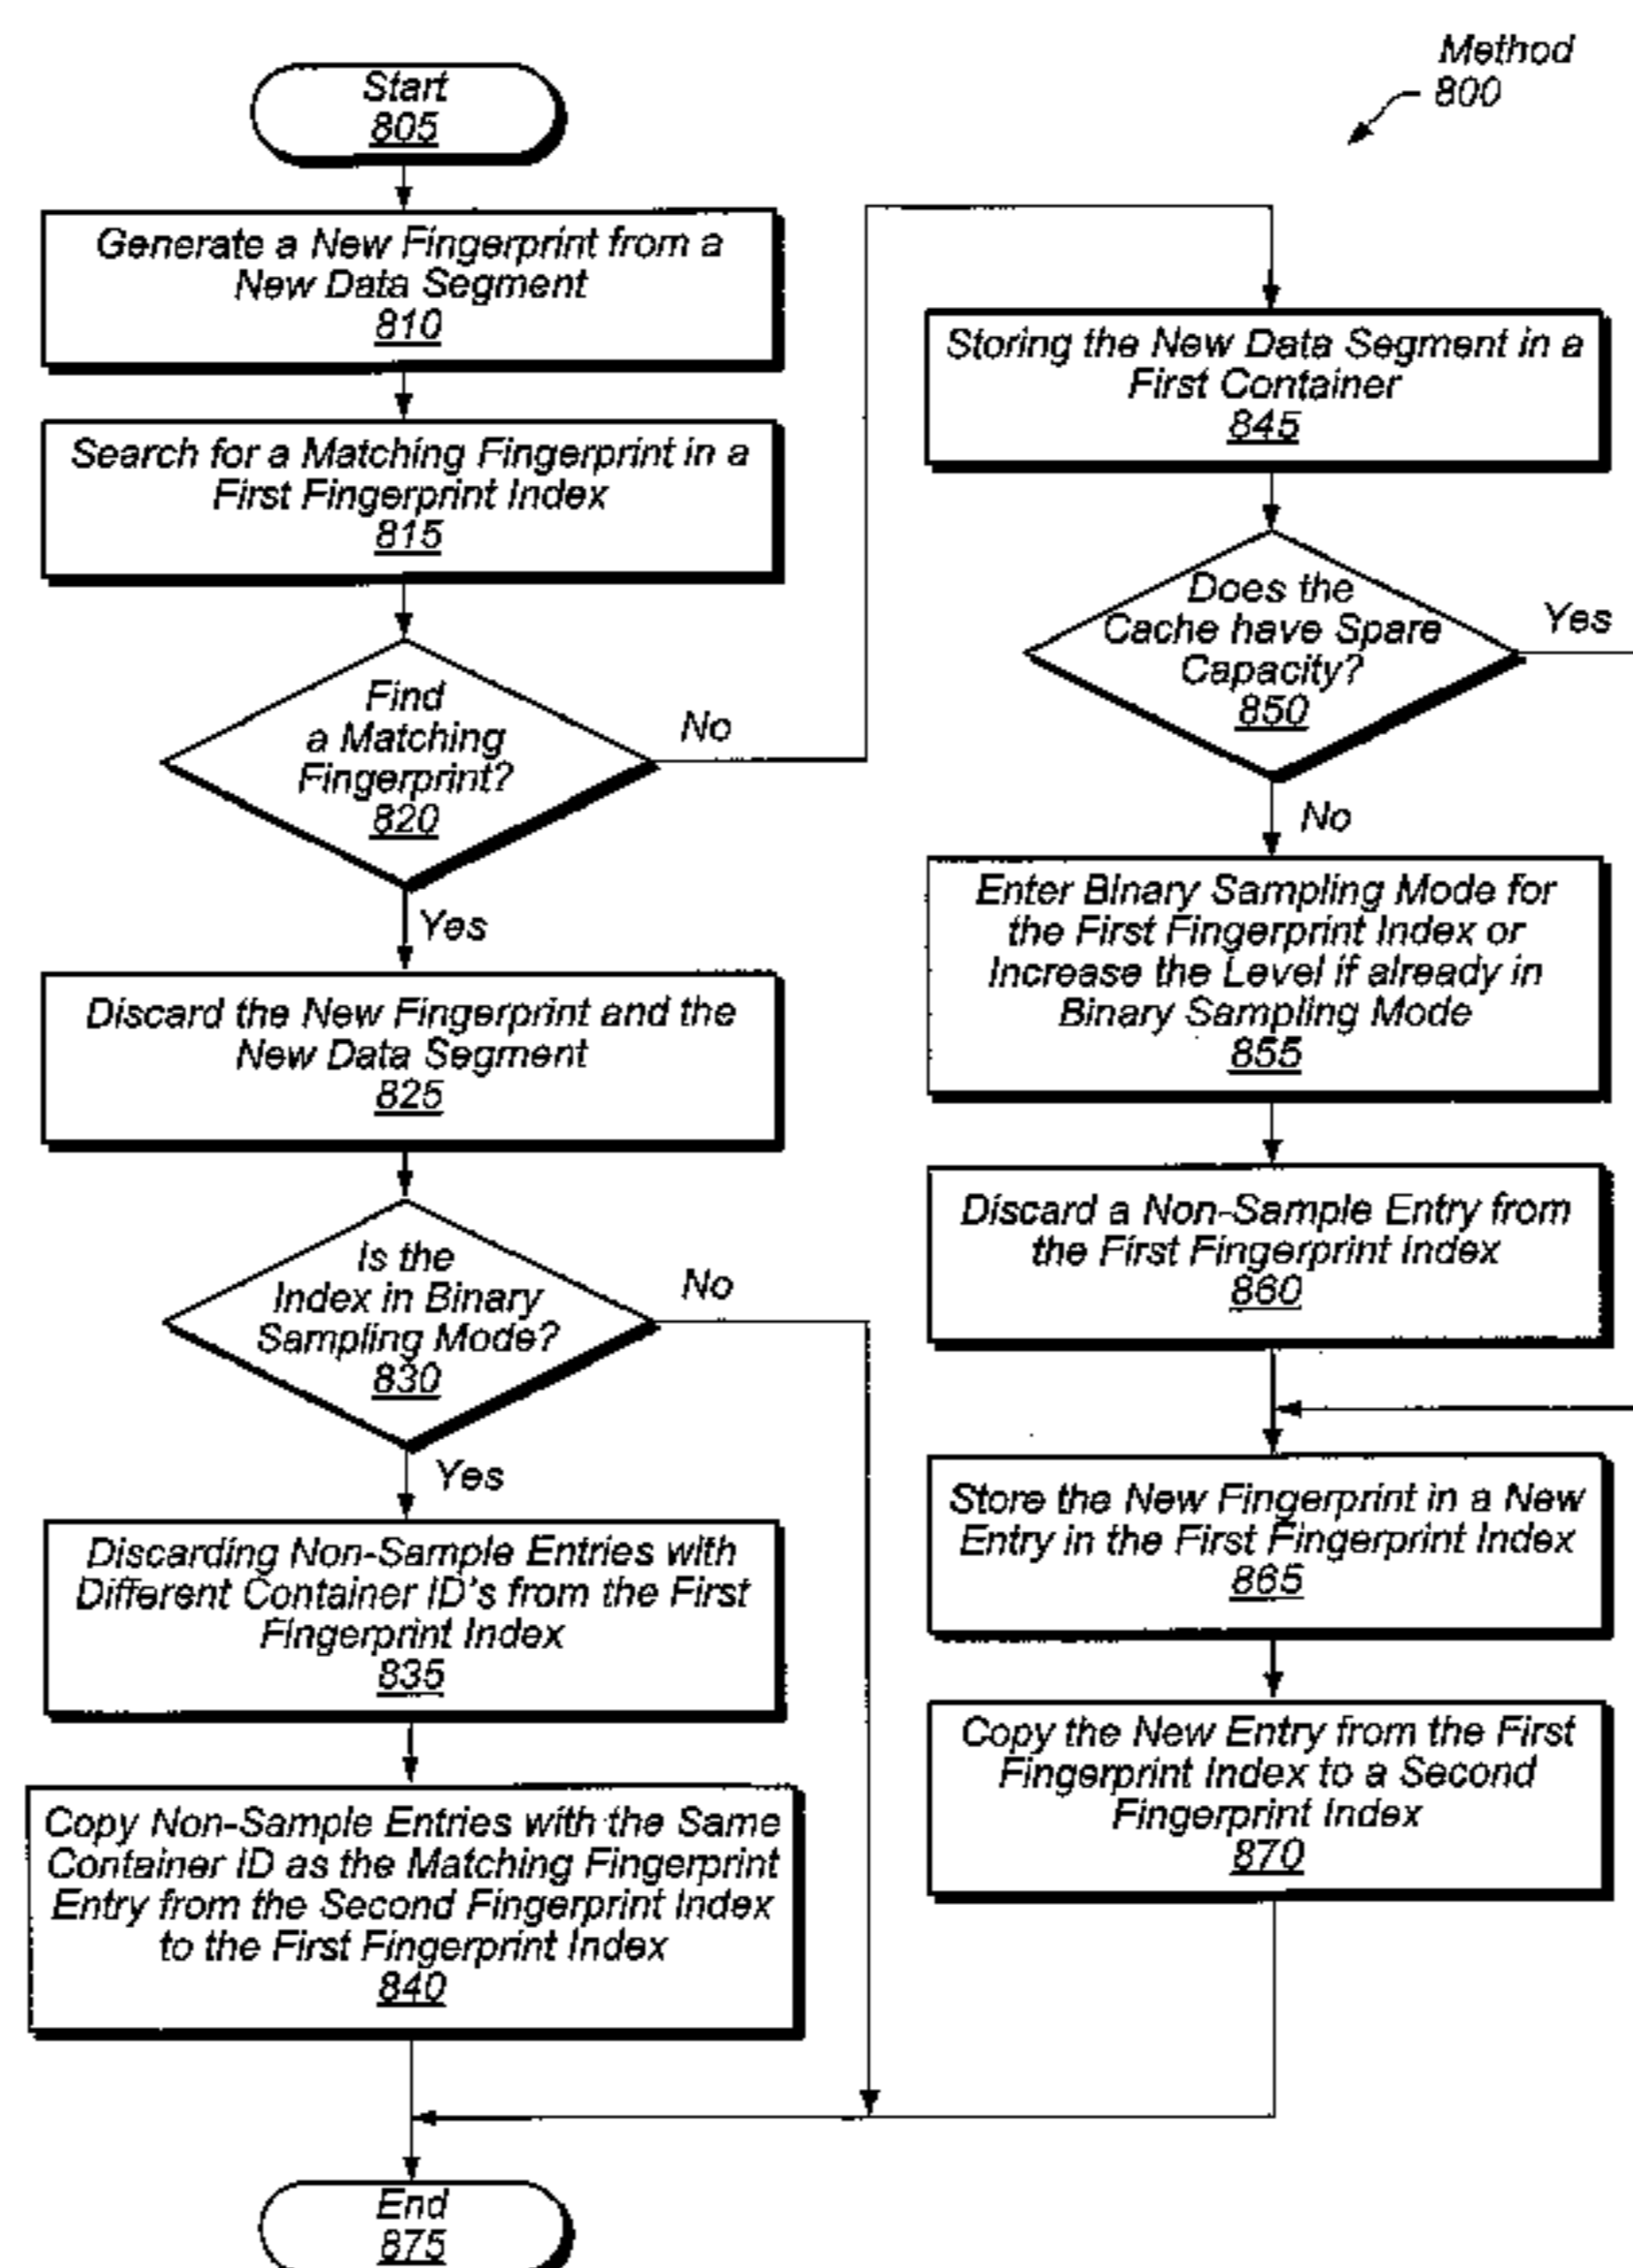 Method
800
Start
805
Generate a New Fingerprint from a
New Data Segment
810
Search for a Matching Fingerprint in a
First Fingerprint Index
815
Find
a Matching
Fingerprint?
820
No
Yes
Discard the New Fingerprint and the
New Data Segment
825
Is the
Index in Binary
Sampling Mode?
830
No
Yes
Discarding Non-Sample Entries with
Different Container ID's from the First
Fingerprint Index
835
Copy Non-Sample Entries with the Same
Container ID as the Matching Fingerprint
Entry from the Second Fingerprint Index
to the First Fingerprint Index
840
End
875
Storing the New Data Segment in a
First Container
845
Does the
Cache have Spare
Capacity?
850
Yes
No
Enter Binary Sampling Mode for
the First Fingerprint Index or
Increase the Level if already in
Binary Sampling Mode
855
Discard a Non-Sample Entry from
the First Fingerprint Index
860
Store the New Fingerprint in a New
Entry in the First Fingerprint Index
865
Copy the New Entry from the First
Fingerprint Index to a Second
Fingerprint Index
870